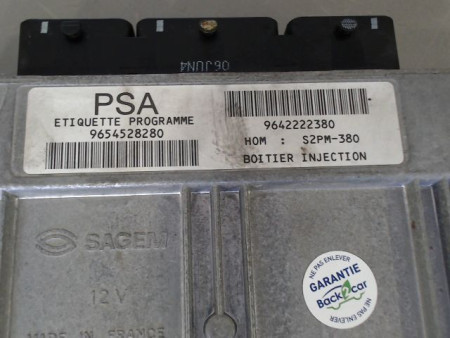 06JUN4
PSA
ETIQUETTE PROGRAMME
9654528280
9642222380
HOM : S2PM-380
BOITIER INJECTION
SAGEM
12V
MADE IN FRANCE
NE PAS ENLEVER
GARANTIE
Back2car
NE PAS ENLEVER